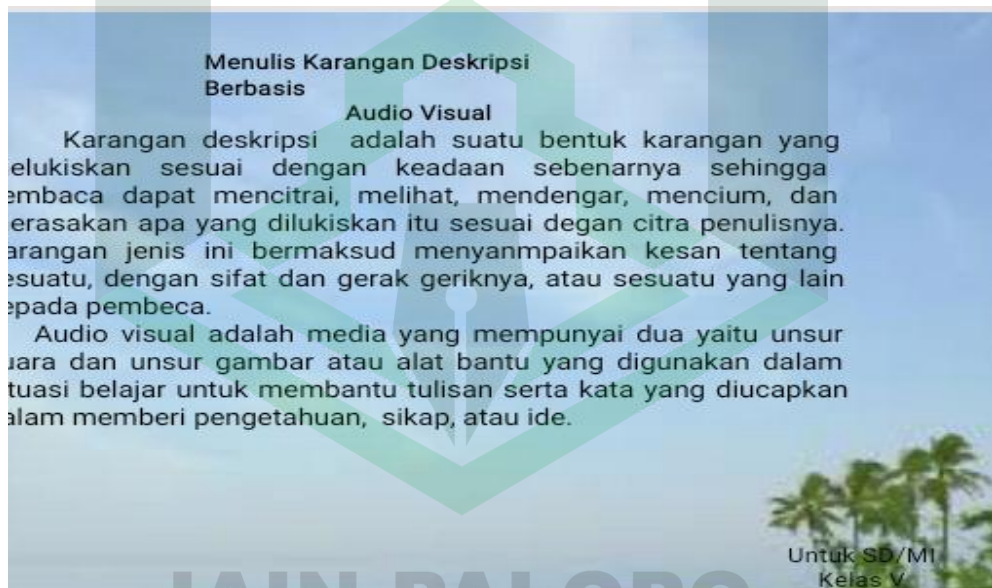 Menulis Karangan Deskripsi
Berbasis
Audio Visual
Karangan deskripsi adalah suatu bentuk karangan yang
elukiskan sesuai dengan keadaan sebenarnya sehingga
embaca dapat mencitrai, melihat, mendengar, mencium, dan
erasakan apa yang dilukiskan itu sesuai degan citra penulisnya.
arangan jenis ini bermaksud menyanmpaikan kesan tentang
esuatu, dengan sifat dan gerak geriknya, atau sesuatu yang lain
epada pembeca.
Audio visual adalah media yang mempunyai dua yaitu unsur
uara dan unsur gambar atau alat bantu yang digunakan dalam
tuasi belajar untuk membantu tulisan serta kata yang diucapkan
alam memberi pengetahuan, sikap, atau ide.
Untuk SD/MI
Kelas V
IAIN PALOPO